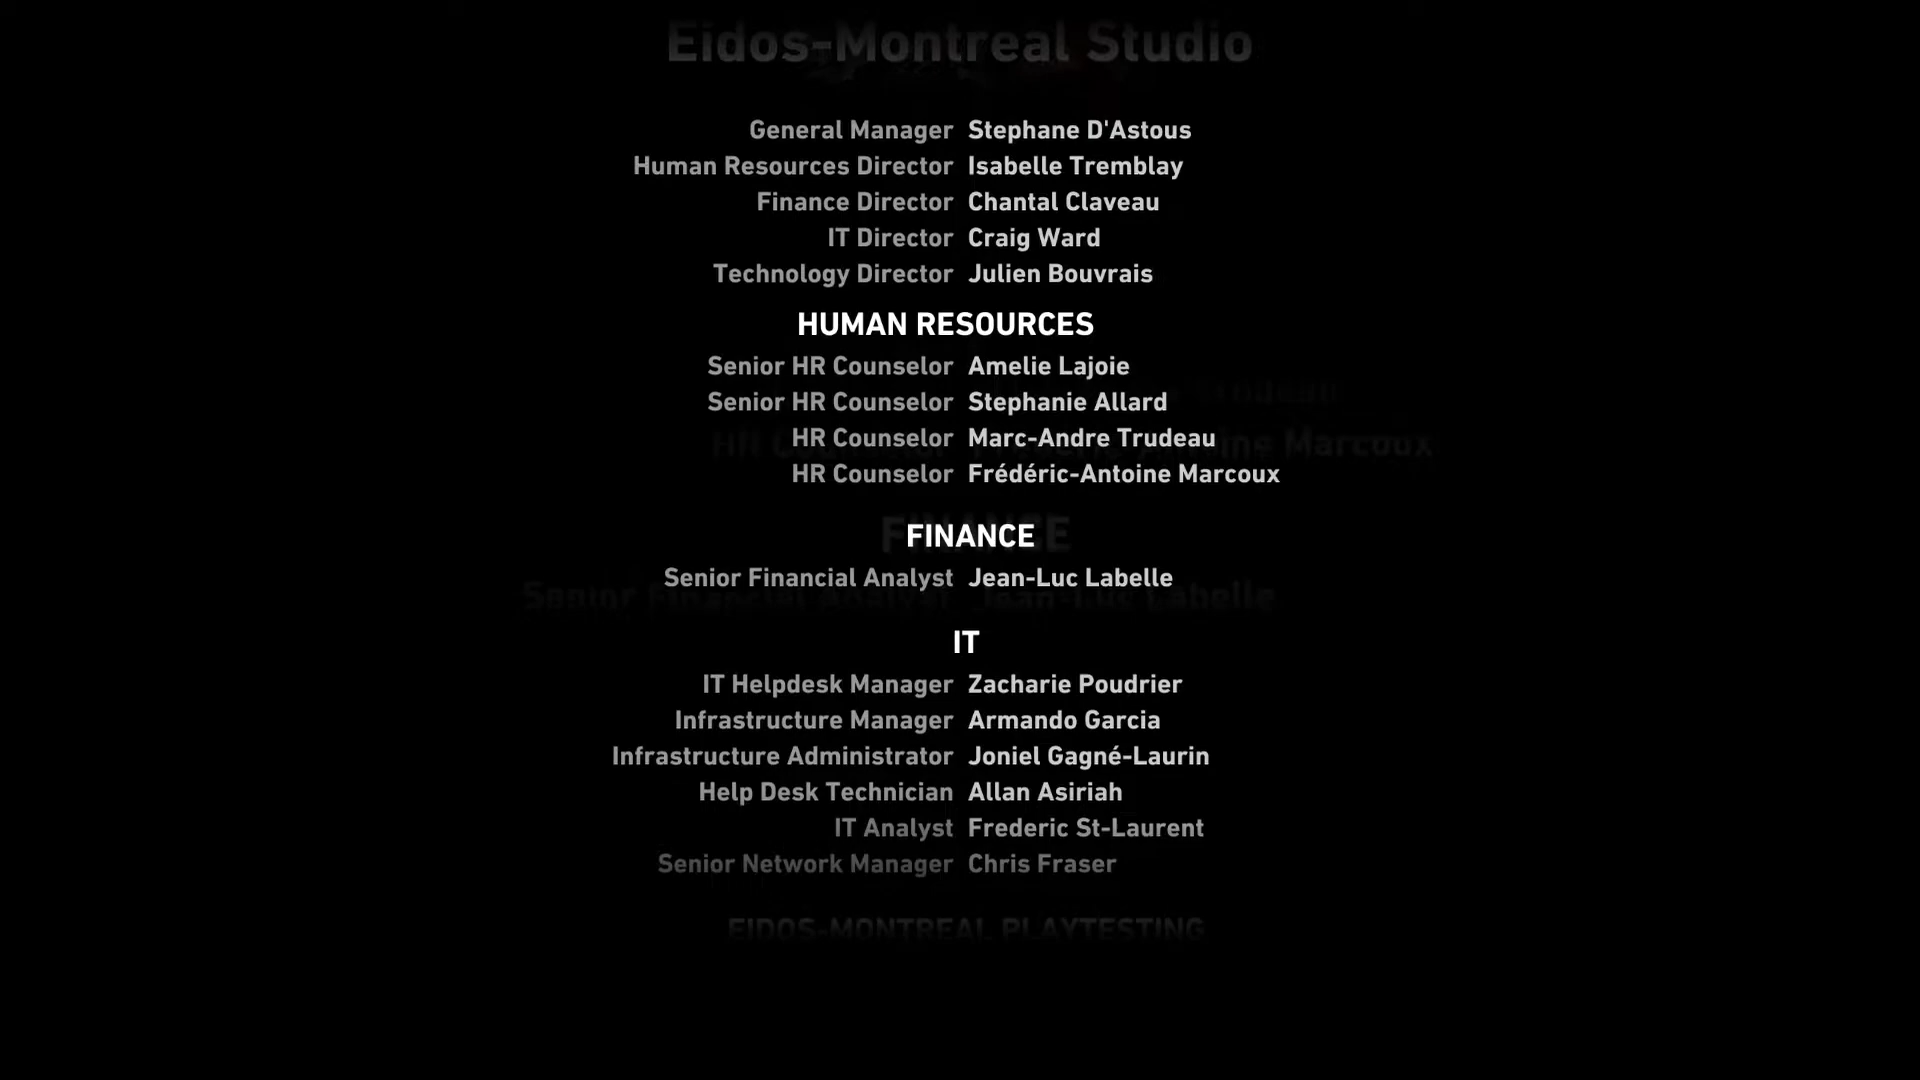 Eidos-Montreal Studio
General Manager Stephane D'Astous
Human Resources Director Isabelle Tremblay
Finance Director Chantal Claveau
IT Director Craig Ward
Technology Director Julien Bouvrais
HUMAN RESOURCES
Senior HR Counselor Amelie Lajoie
Senior HR Counselor Stephanie Allard
HR Counselor Marc-Andre Trudeau
HR Counselor Frédéric-Antoine Marcoux
FINANCE
Senior Financial Analyst Jean-Luc Labelle
IT
IT Helpdesk Manager Zacharie Poudrier
Infrastructure Manager Armando Garcia
Infrastructure Administrator Joniel Gagné-Laurin
Help Desk Technician Allan Asiriah
IT Analyst Frederic St-Laurent
Senior Network Manager Chris Fraser
EIDOS-MONTREAL PLAYTESTING